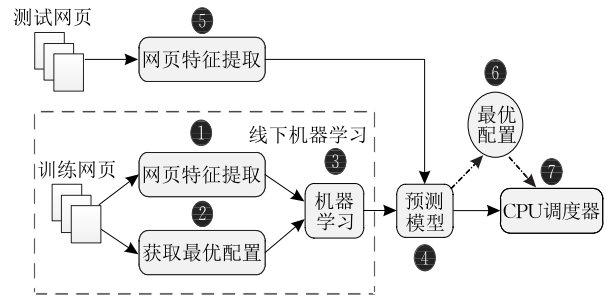 测试网页
5
网页特征提取
6
最优
配置
1
线下机器学习
训练网页
网页特征提取
3
7
2
机器
学习
预测
模型
CPU调度器
获取最优配置
4